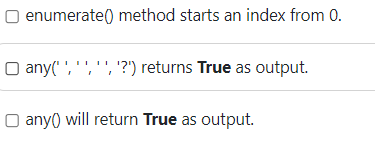 enumerate() method starts an index from 0.
any(' ', ' ', ' ', '?') returns True as output.
any() will return True as output.